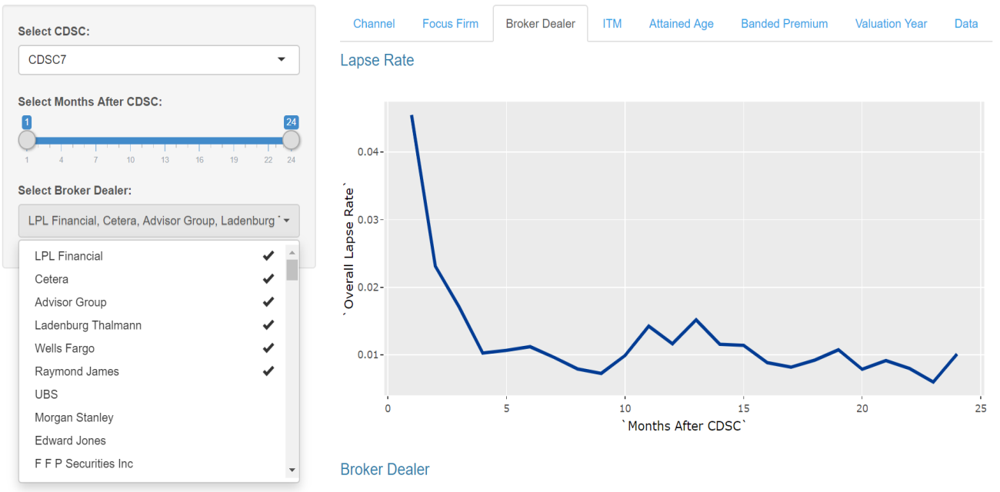 Select CDSC:
CDSC7
Select Months After CDSC:
1 24
1 4 7 10 13 16 19 22 24
Select Broker Dealer:
LPL Financial, Cetera, Advisor Group, Ladenburg
LPL Financial
Cetera
Advisor Group
Ladenburg Thalmann
Wells Fargo
Raymond James
UBS
Morgan Stanley
Edward Jones
F F P Securities Inc
Channel Focus Firm Broker Dealer ITM Attained Age Banded Premium Valuation Year Data
Lapse Rate
`Overall Lapse Rate`
0.04
0.03
0.02
0.01
0 5 10 15 20 25
`Months After CDSC`
Broker Dealer